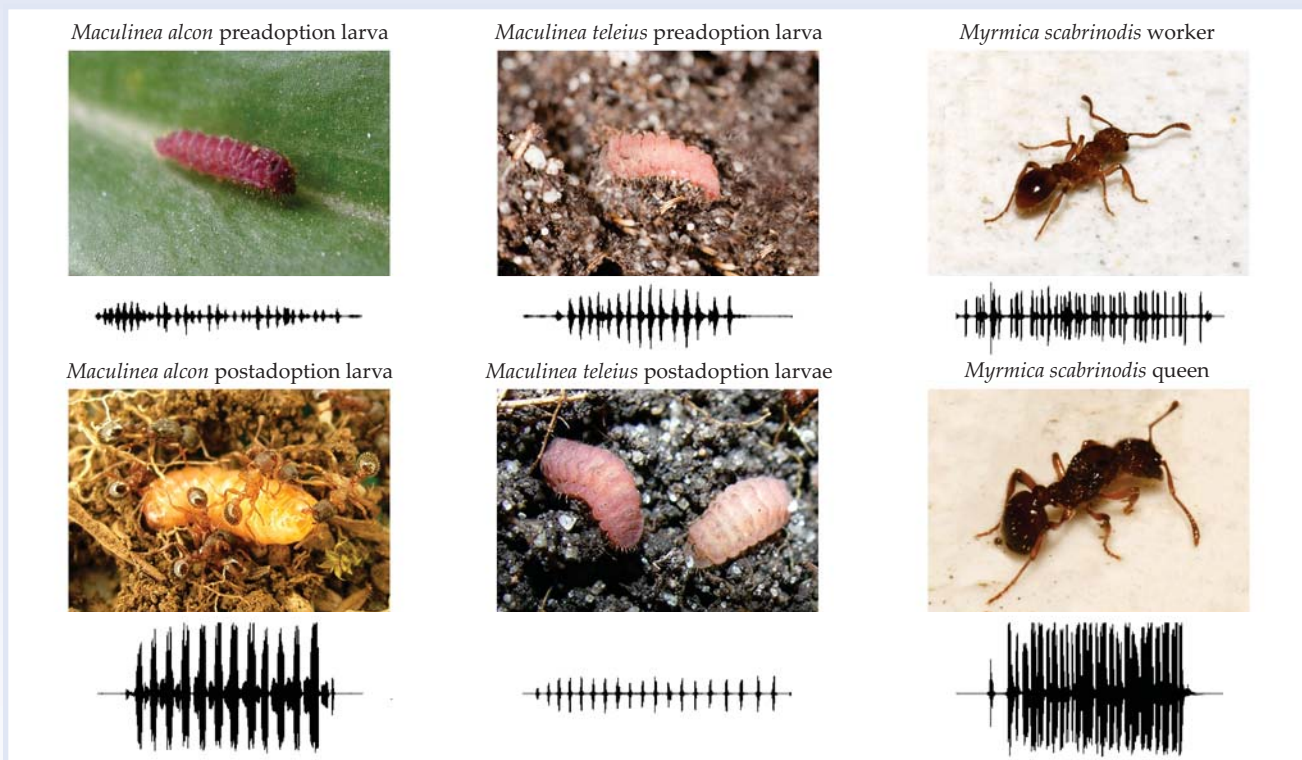 Maculinea alcon preadoption larva
Maculinea teleius preadoption larva
Myrmica scabrinodis worker
Maculinea alcon postadoption larva
Maculinea teleius postadoption larvae
Myrmica scabrinodis queen